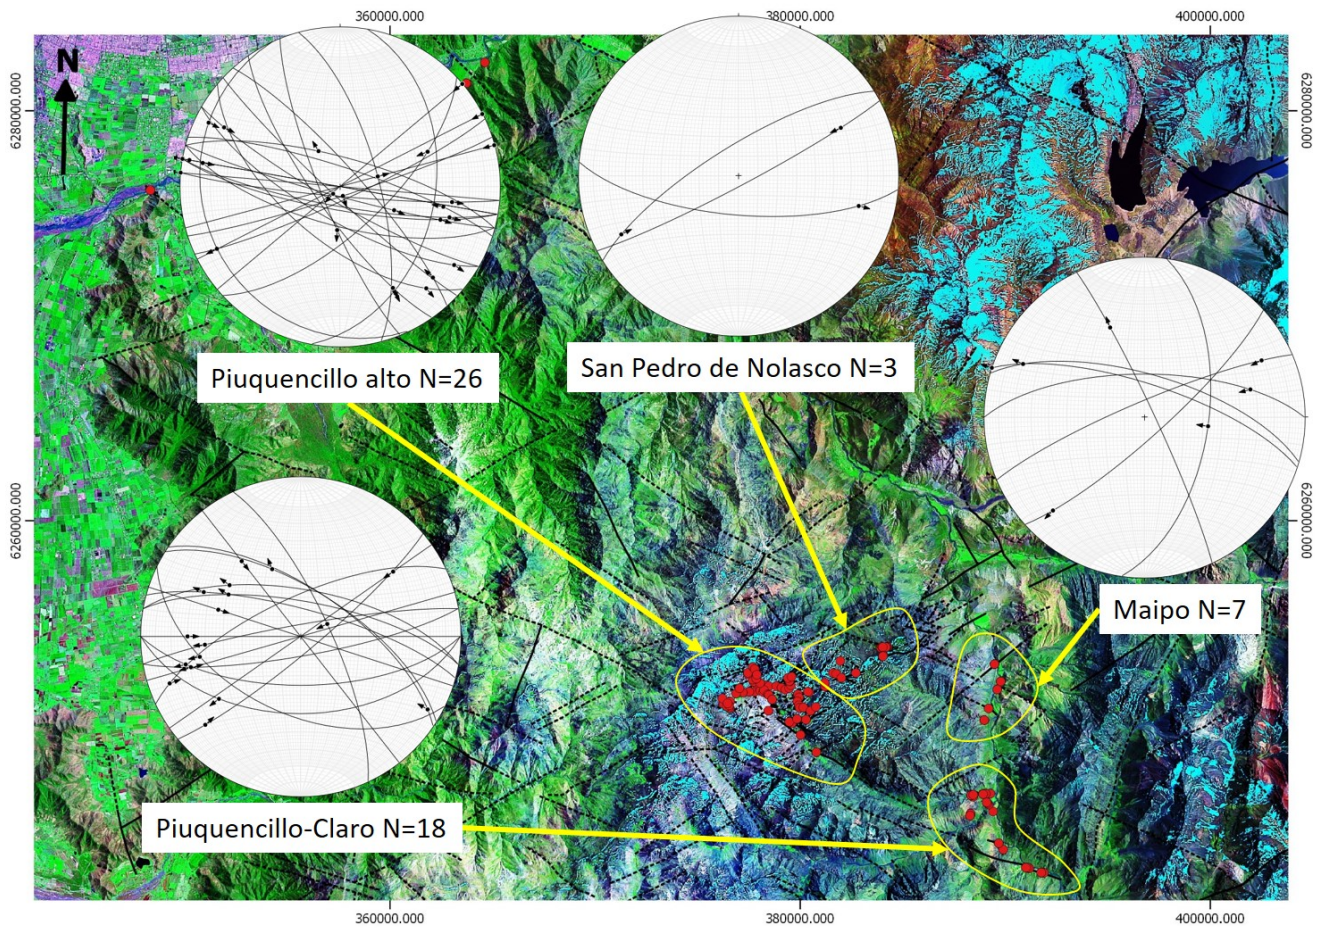 360000.000
380000.000
400000.000
N
6280000.000
6280000.000
Piuquencillo alto N=26
San Pedro de Nolasco N=3
6260000.000
6260000.000
Maipo N=7
Piuquencillo-Claro N=18
360000.000
380000.000
400000.000